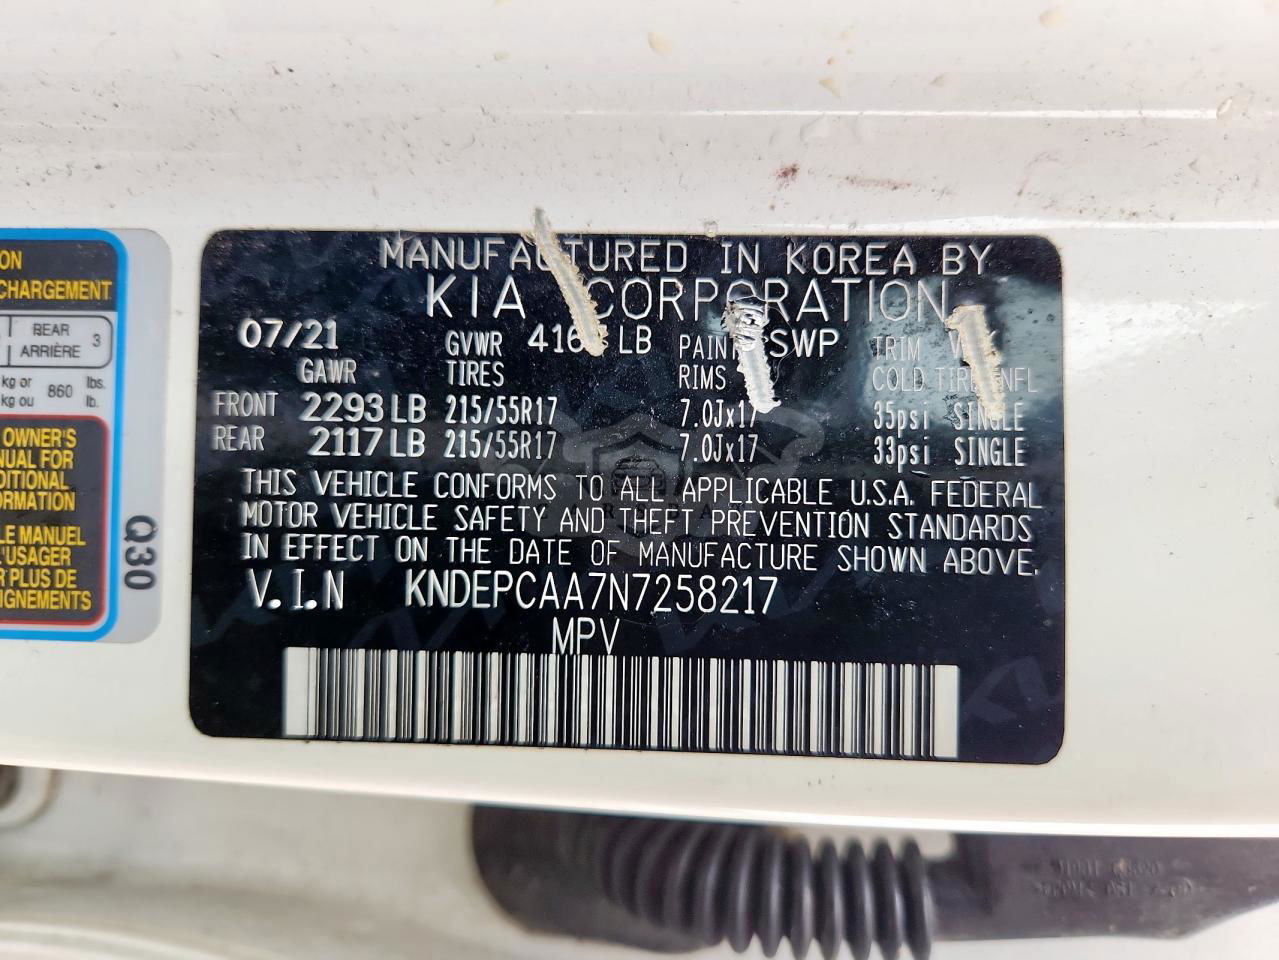 ON
CHARGEMENT
REAR 3
ARRIÈRE
kg or 860 lbs.
kg ou lb.
OWNER'S
UAL FOR
DITIONAL
ORMATION
LE MANUEL
'USAGER
R PLUS DE
IGNEMENTS
Q30
MANUFACTURED IN KOREA BY
KIA CORPORATION
07/21 GVWR 416 LB PAINT SWP TRIM
GAWR TIRES RIMS COLD TIRE INFL
FRONT 2293 LB 215/55R17 7.0Jx17 35psi SINGLE
REAR 2117 LB 215/55R17 7.0Jx17 33psi SINGLE
THIS VEHICLE CONFORMS TO ALL APPLICABLE U.S.A. FEDERAL
MOTOR VEHICLE SAFETY AND THEFT PREVENTION STANDARDS
IN EFFECT ON THE DATE OF MANUFACTURE SHOWN ABOVE.
V.I.N KNDEPCAA7N7258217
MPV